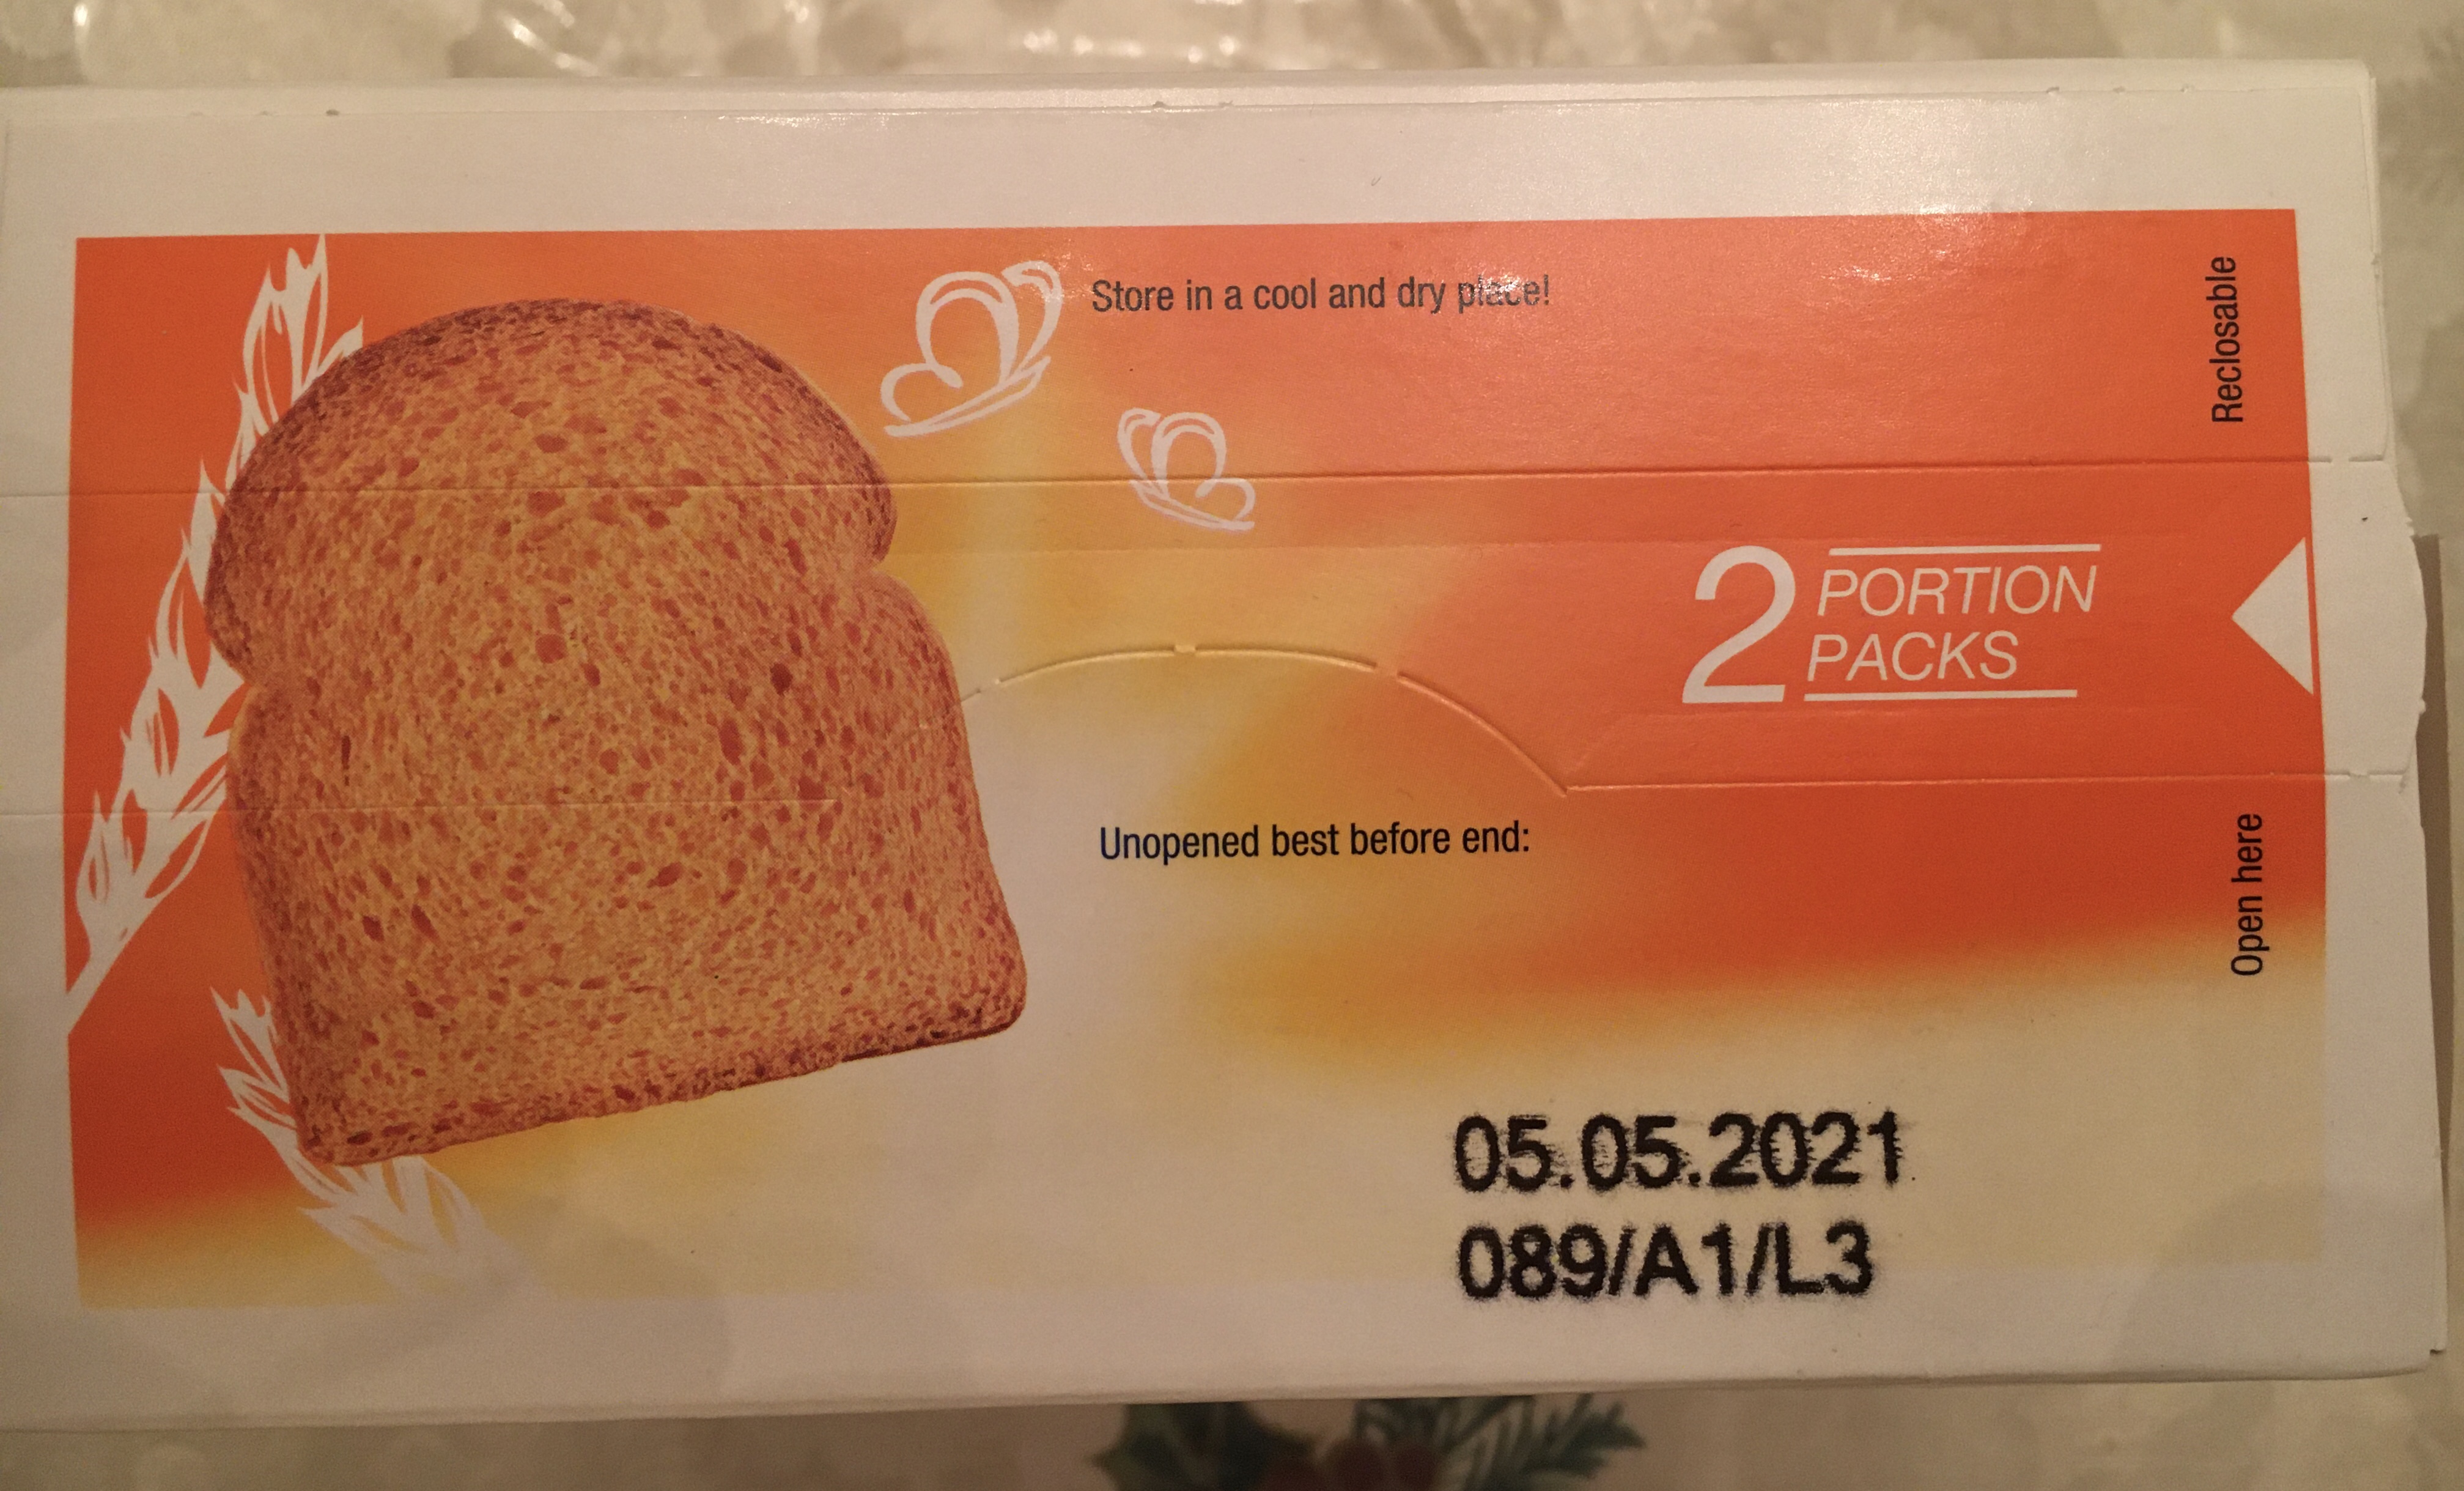 Store in a cool and dry place!
Reclosable
2 PORTION
PACKS
Unopened best before end:
Open here
05.05.2021
089/A1/L3